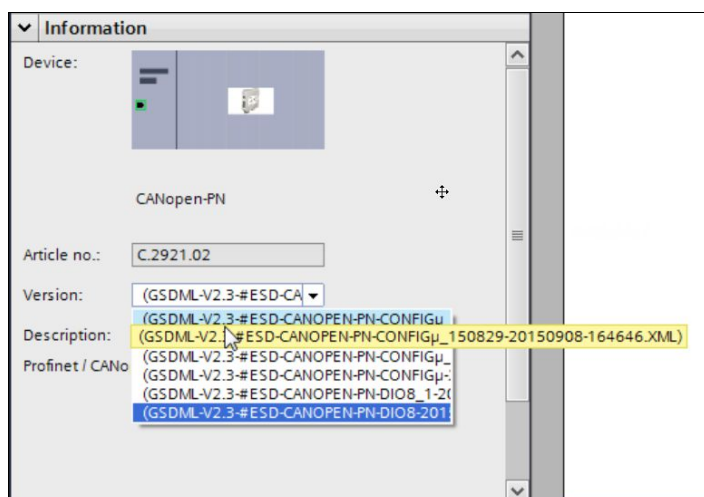 Information
Device:
CANopen-PN
Article no.: C.2921.02
Version: (GSDML-V2.3-#ESD-CA
(GSDML-V2.3-#ESD-CANOPEN-PN-CONFIGµ_
Description: (GSDML-V2.3-#ESD-CANOPEN-PN-CONFIGµ_150829-20150908-164646.XML)
Profinet / CANo (GSDML-V2.3-#ESD-CANOPEN-PN-CONFIGµ_
(GSDML-V2.3-#ESD-CANOPEN-PN-CONFIGµ-
(GSDML-V2.3-#ESD-CANOPEN-PN-DIO8_1-20
(GSDML-V2.3-#ESD-CANOPEN-PN-DIO8-201